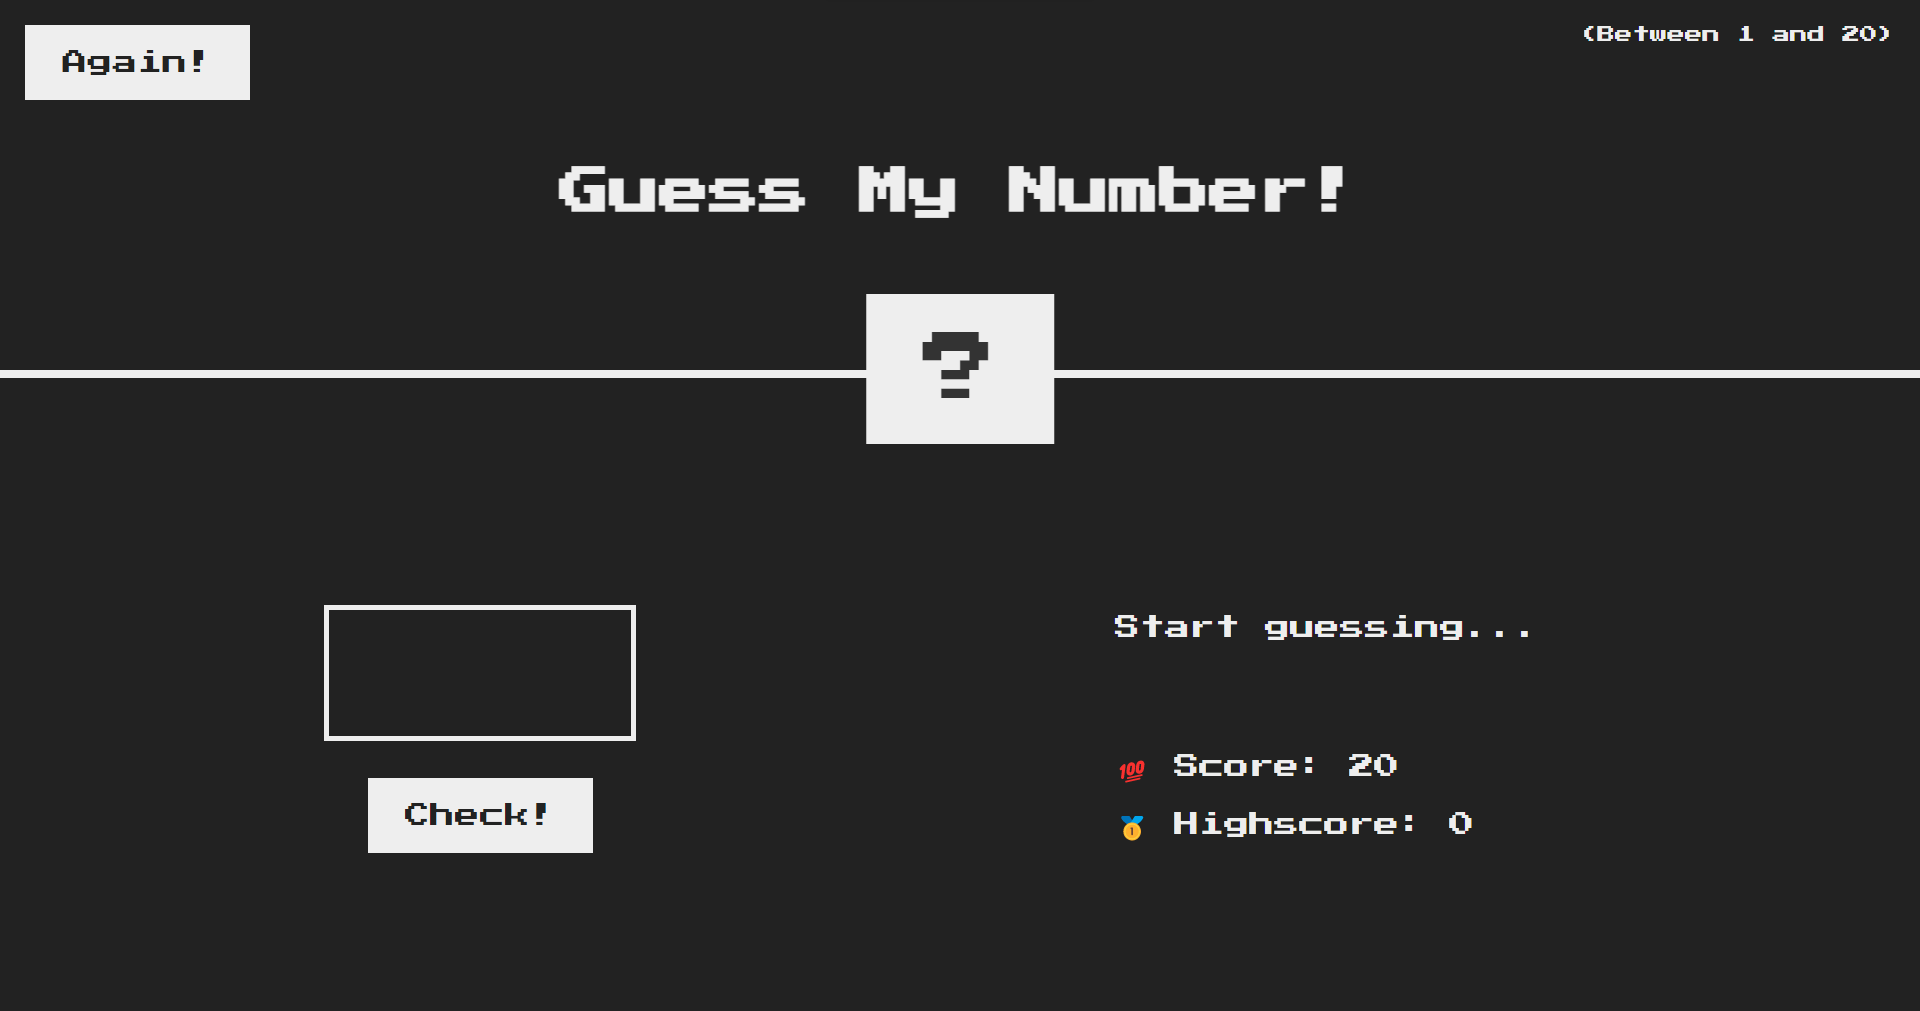 Again!
(Between 1 and 20)
Guess My Number!
?
Start guessing...
💯 Score: 20
🥇 Highscore: 0
Check!